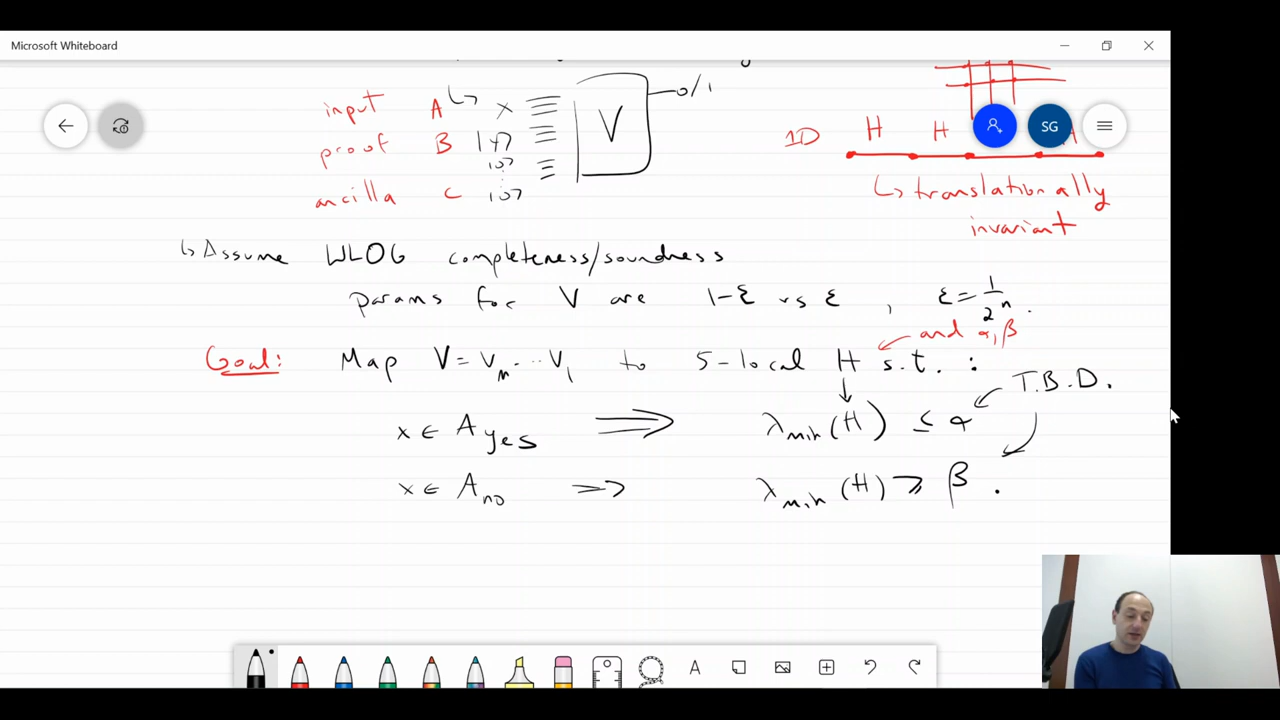 Microsoft Whiteboard
input A ↳ x V 0/1
proof B |ψ⟩
|0⟩
ancilla C |0⟩
1D H H
SG
↳ translationally
invariant
↳ Assume WLOG completeness/soundness
params for V are 1-ε vs ε , ε = 1/2^n .
and α, β
Goal: Map V = V_m ... V_1 to 5-local H s.t. :
T.B.D.
x ∈ A_yes ⟹ λ_min(H) ≤ α
x ∈ A_no => λ_min(H) ≥ β .
A